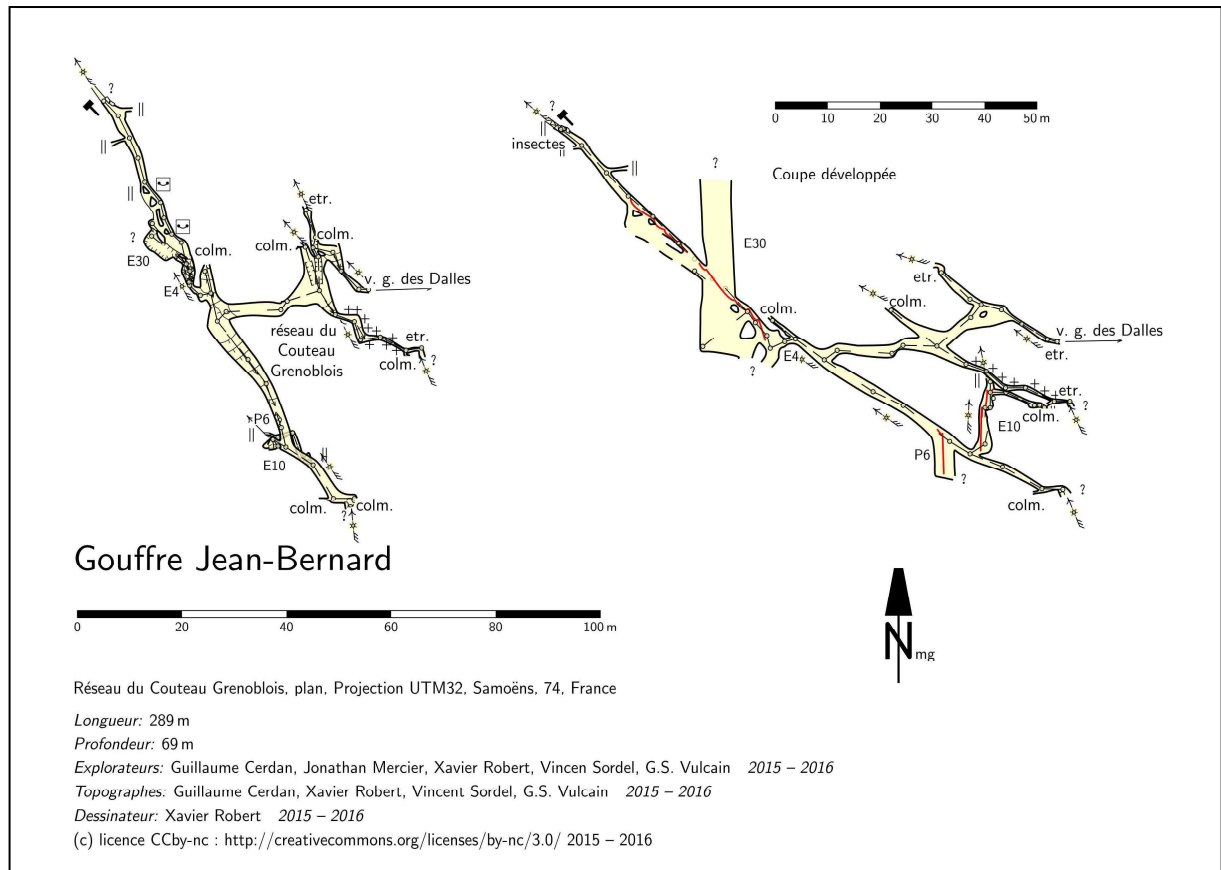 ?
||
||
||
?
E30
E4
colm.
etr.
colm.
colm.
v. g. des Dalles
réseau du
Couteau
Grenoblois
etr.
colm.
?
P6
||
E10
||
colm.
?
colm.
?
||
insectes
||
||
?
E30
colm.
E4
?
0 10 20 30 40 50 m
Coupe développée
etr.
colm.
v. g. des Dalles
etr.
||
etr.
?
colm.
E10
P6
?
?
colm.
Gouffre Jean-Bernard
0 20 40 60 80 100 m
N mg
Réseau du Couteau Grenoblois, plan, Projection UTM32, Samoëns, 74, France
Longueur: 289 m
Profondeur: 69 m
Explorateurs: Guillaume Cerdan, Jonathan Mercier, Xavier Robert, Vincen Sordel, G.S. Vulcain 2015 – 2016
Topographes: Guillaume Cerdan, Xavier Robert, Vincent Sordel, G.S. Vulcain 2015 – 2016
Dessinateur: Xavier Robert 2015 – 2016
(c) licence CCby-nc : http://creativecommons.org/licenses/by-nc/3.0/ 2015 – 2016